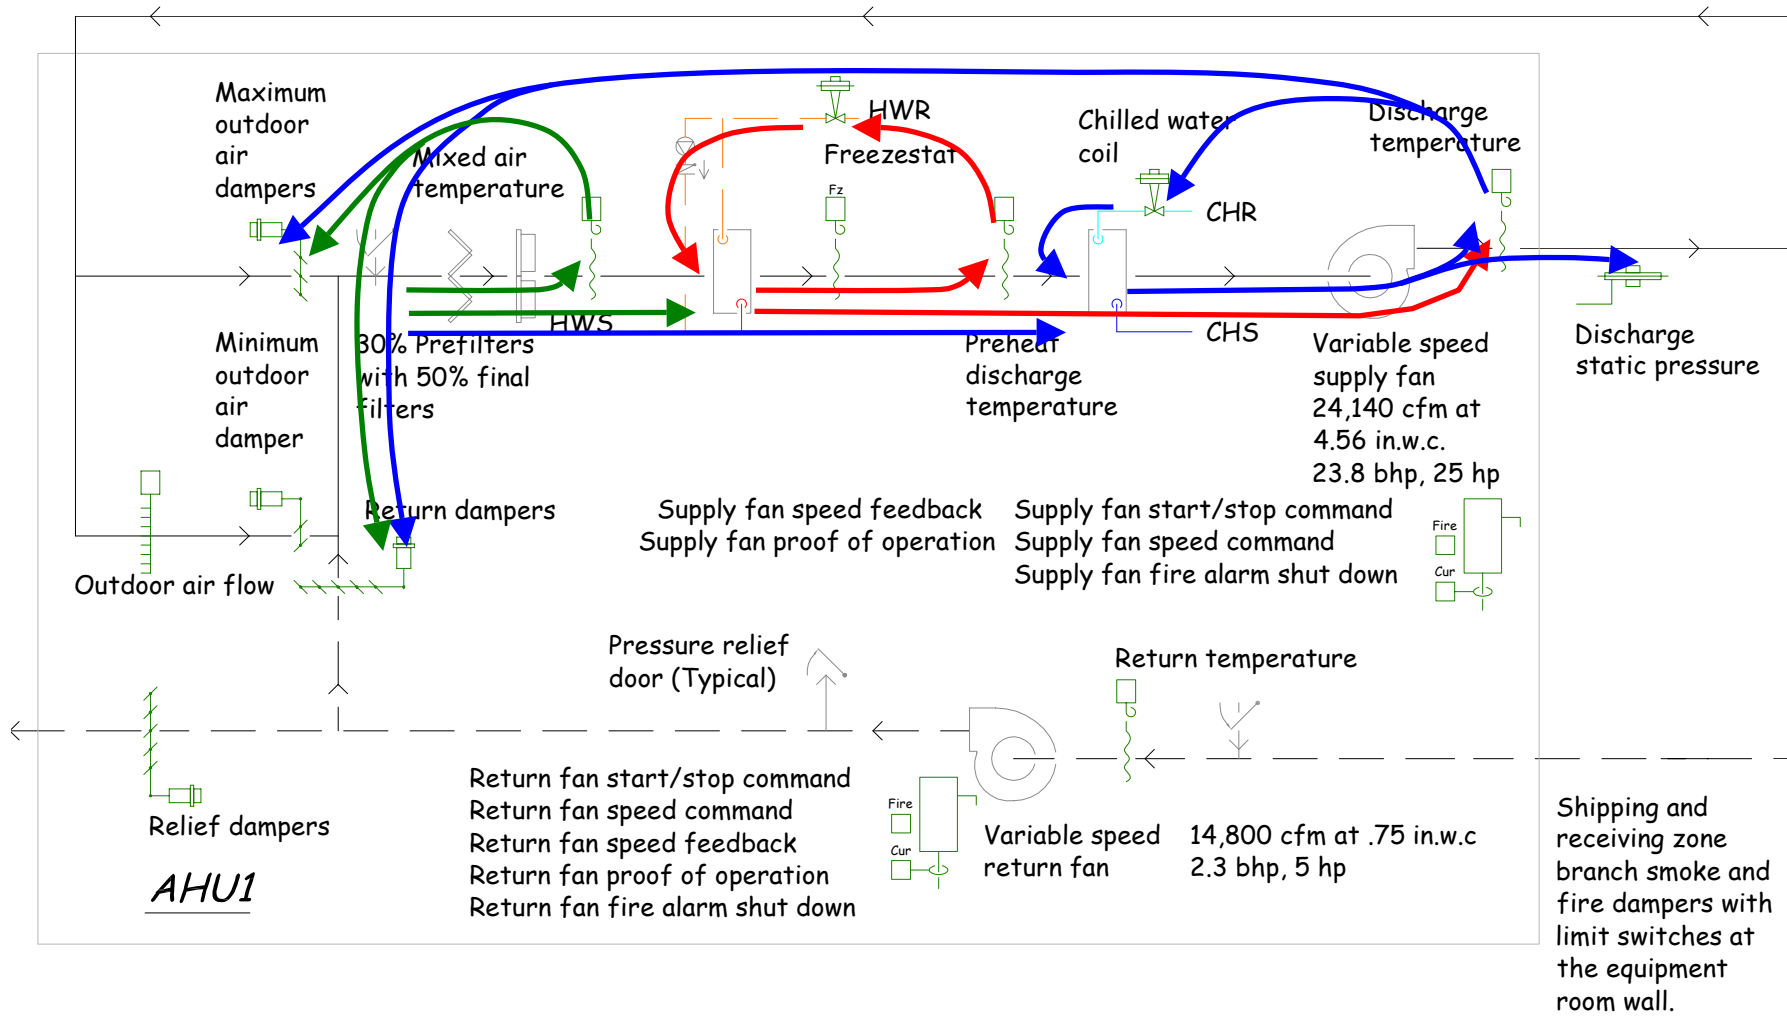 Maximum
outdoor
air
dampers
Mixed air
temperature
HWR
Freezestat
Fz
Chilled water
coil
Discharge
temperature
CHR
HWS
CHS
Minimum
outdoor
air
damper
30% Prefilters
with 50% final
filters
Preheat
discharge
temperature
Variable speed
supply fan
24,140 cfm at
4.56 in.w.c.
23.8 bhp, 25 hp
Discharge
static pressure
Return dampers
Supply fan speed feedback
Supply fan proof of operation
Supply fan start/stop command
Supply fan speed command
Supply fan fire alarm shut down
Fire
Cur
Outdoor air flow
Pressure relief
door (Typical)
Return temperature
Relief dampers
AHU1
Return fan start/stop command
Return fan speed command
Return fan speed feedback
Return fan proof of operation
Return fan fire alarm shut down
Fire
Cur
Variable speed
return fan
14,800 cfm at .75 in.w.c
2.3 bhp, 5 hp
Shipping and
receiving zone
branch smoke and
fire dampers with
limit switches at
the equipment
room wall.